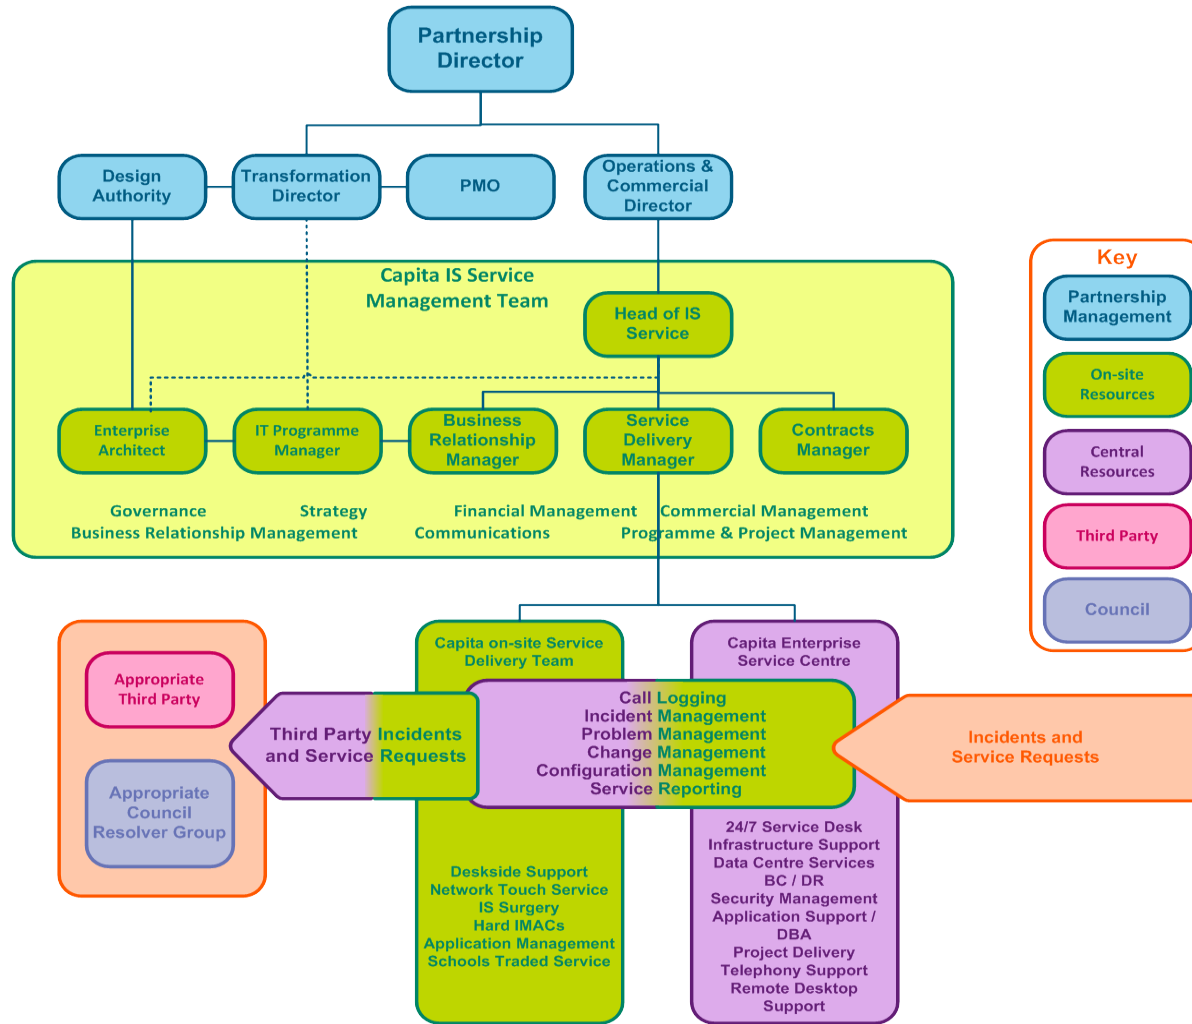 Partnership
Director
Design
Authority
Transformation
Director
PMO
Operations &
Commercial
Director
Capita IS Service
Management Team
Head of IS
Service
Enterprise
Architect
IT Programme
Manager
Business
Relationship
Manager
Service
Delivery
Manager
Contracts
Manager
Governance Strategy Financial Management Commercial Management
Business Relationship Management Communications Programme & Project Management
Key
Partnership
Management
On-site
Resources
Central
Resources
Third Party
Council
Appropriate
Third Party
Appropriate
Council
Resolver Group
Third Party Incidents
and Service Requests
Capita on-site Service
Delivery Team
Capita Enterprise
Service Centre
Call Logging
Incident Management
Problem Management
Change Management
Configuration Management
Service Reporting
Incidents and
Service Requests
Deskside Support
Network Touch Service
IS Surgery
Hard IMACs
Application Management
Schools Traded Service
24/7 Service Desk
Infrastructure Support
Data Centre Services
BC / DR
Security Management
Application Support /
DBA
Project Delivery
Telephony Support
Remote Desktop
Support